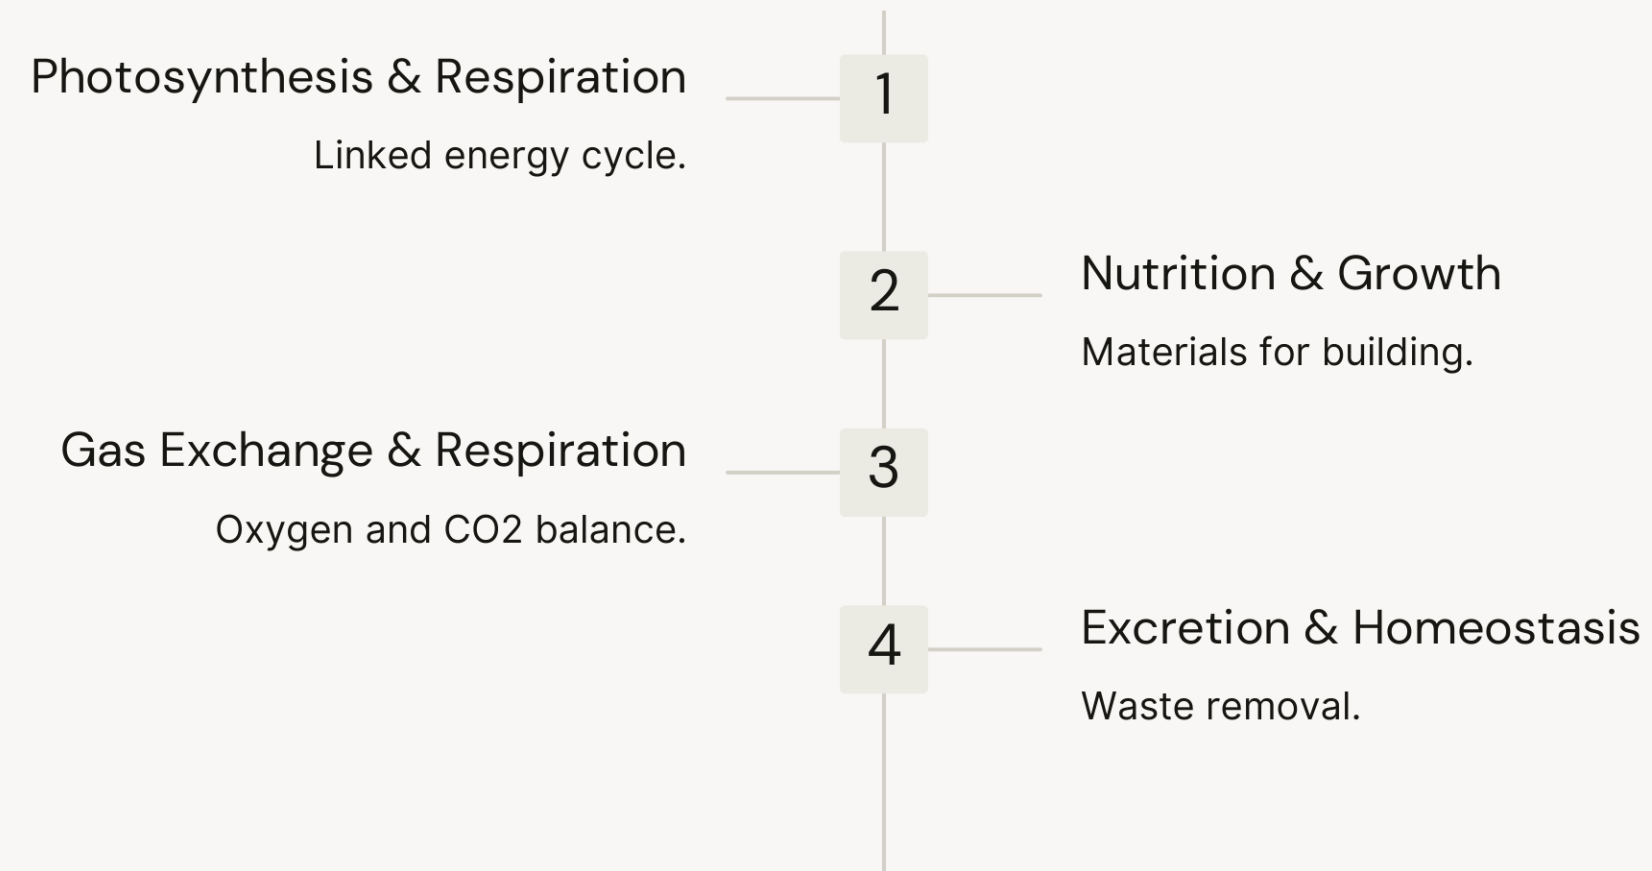 Photosynthesis & Respiration
1
Linked energy cycle.
2
Nutrition & Growth
Materials for building.
Gas Exchange & Respiration
3
Oxygen and CO2 balance.
4
Excretion & Homeostasis
Waste removal.